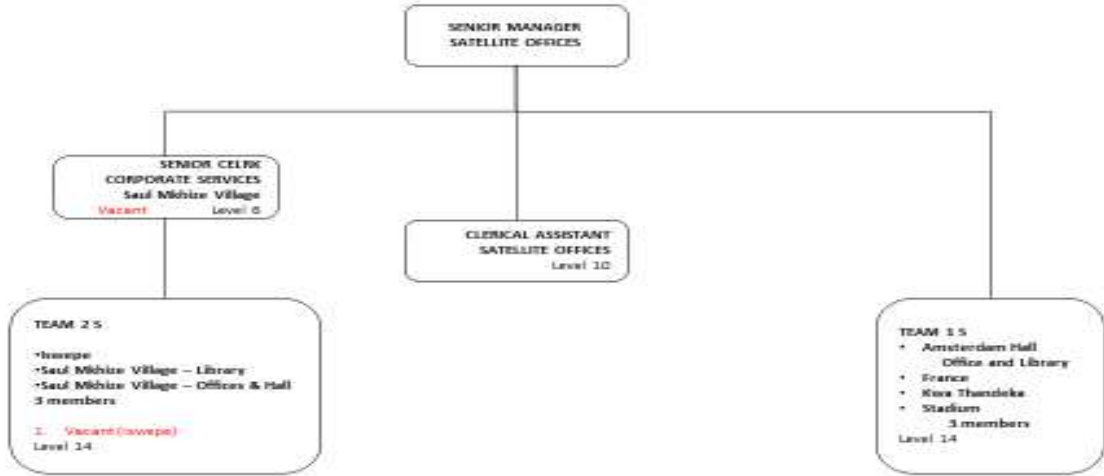 SENIOR MANAGER
SATELLITE OFFICES
SENIOR CELRK
CORPORATE SERVICES
Saul Mkhize Village
Vacant Level 6
CLERICAL ASSISTANT
SATELLITE OFFICES
Level 10
TEAM 2 S
•Iswepe
•Saul Mkhize Village – Library
•Saul Mkhize Village – Offices & Hall
3 members
1. Vacant(Iswepe)
Level 14
TEAM 1 S
• Amsterdam Hall
Office and Library
• France
• Kwa Thandeka
• Stadium
3 members
Level 14